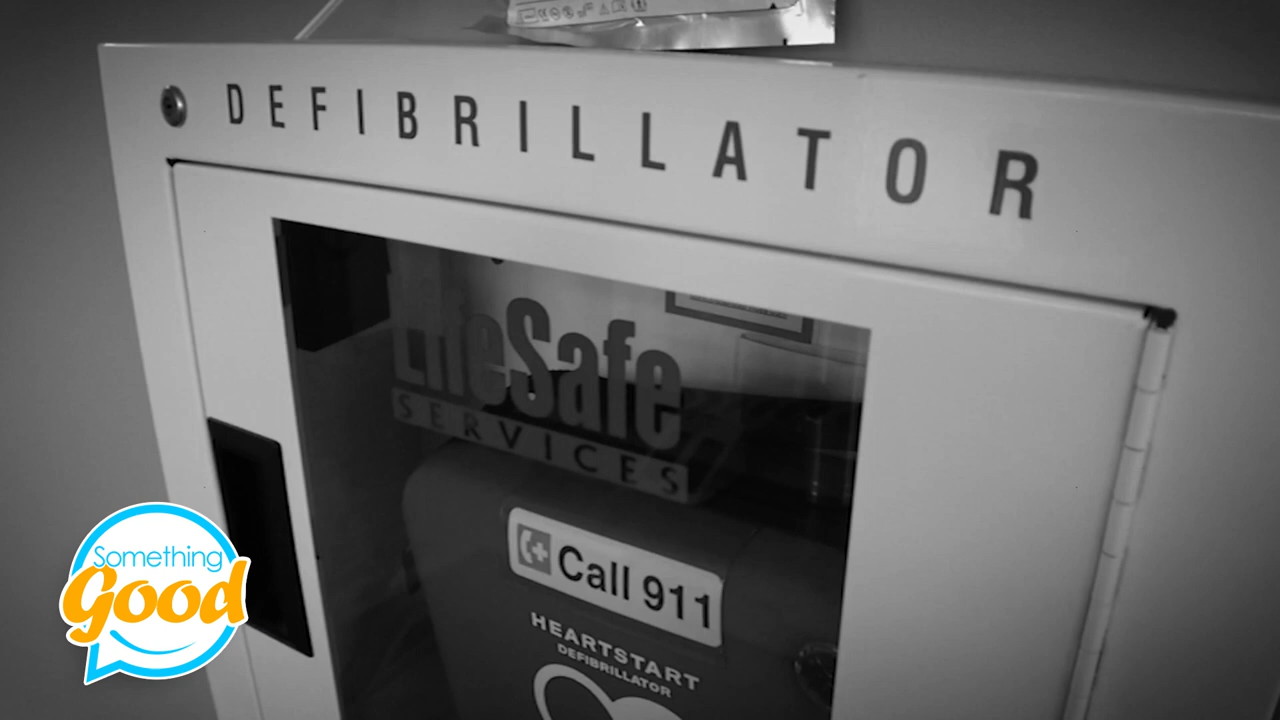 DEFIBRILLATOR
LifeSafe
SERVICES
Call 911
HEARTSTART
DEFIBRILLATOR
Something
Good